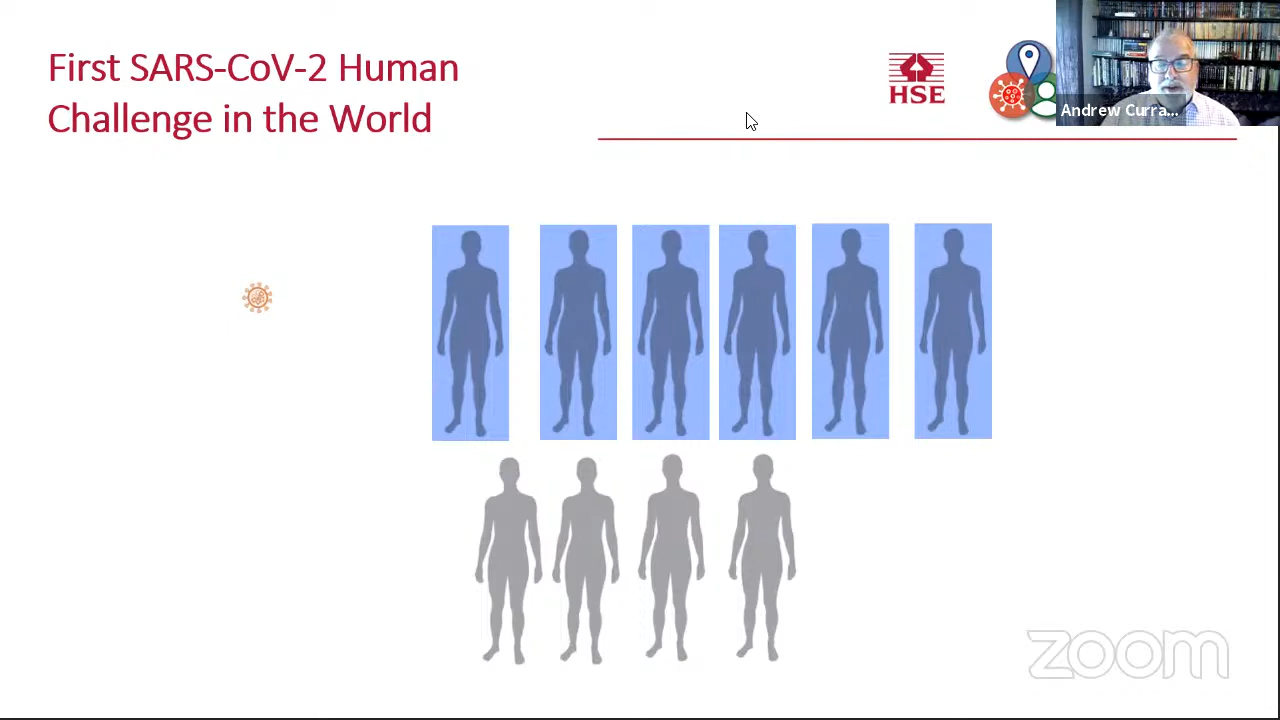 First SARS-CoV-2 Human
Challenge in the World
HSE
Andrew Curra...
zoom